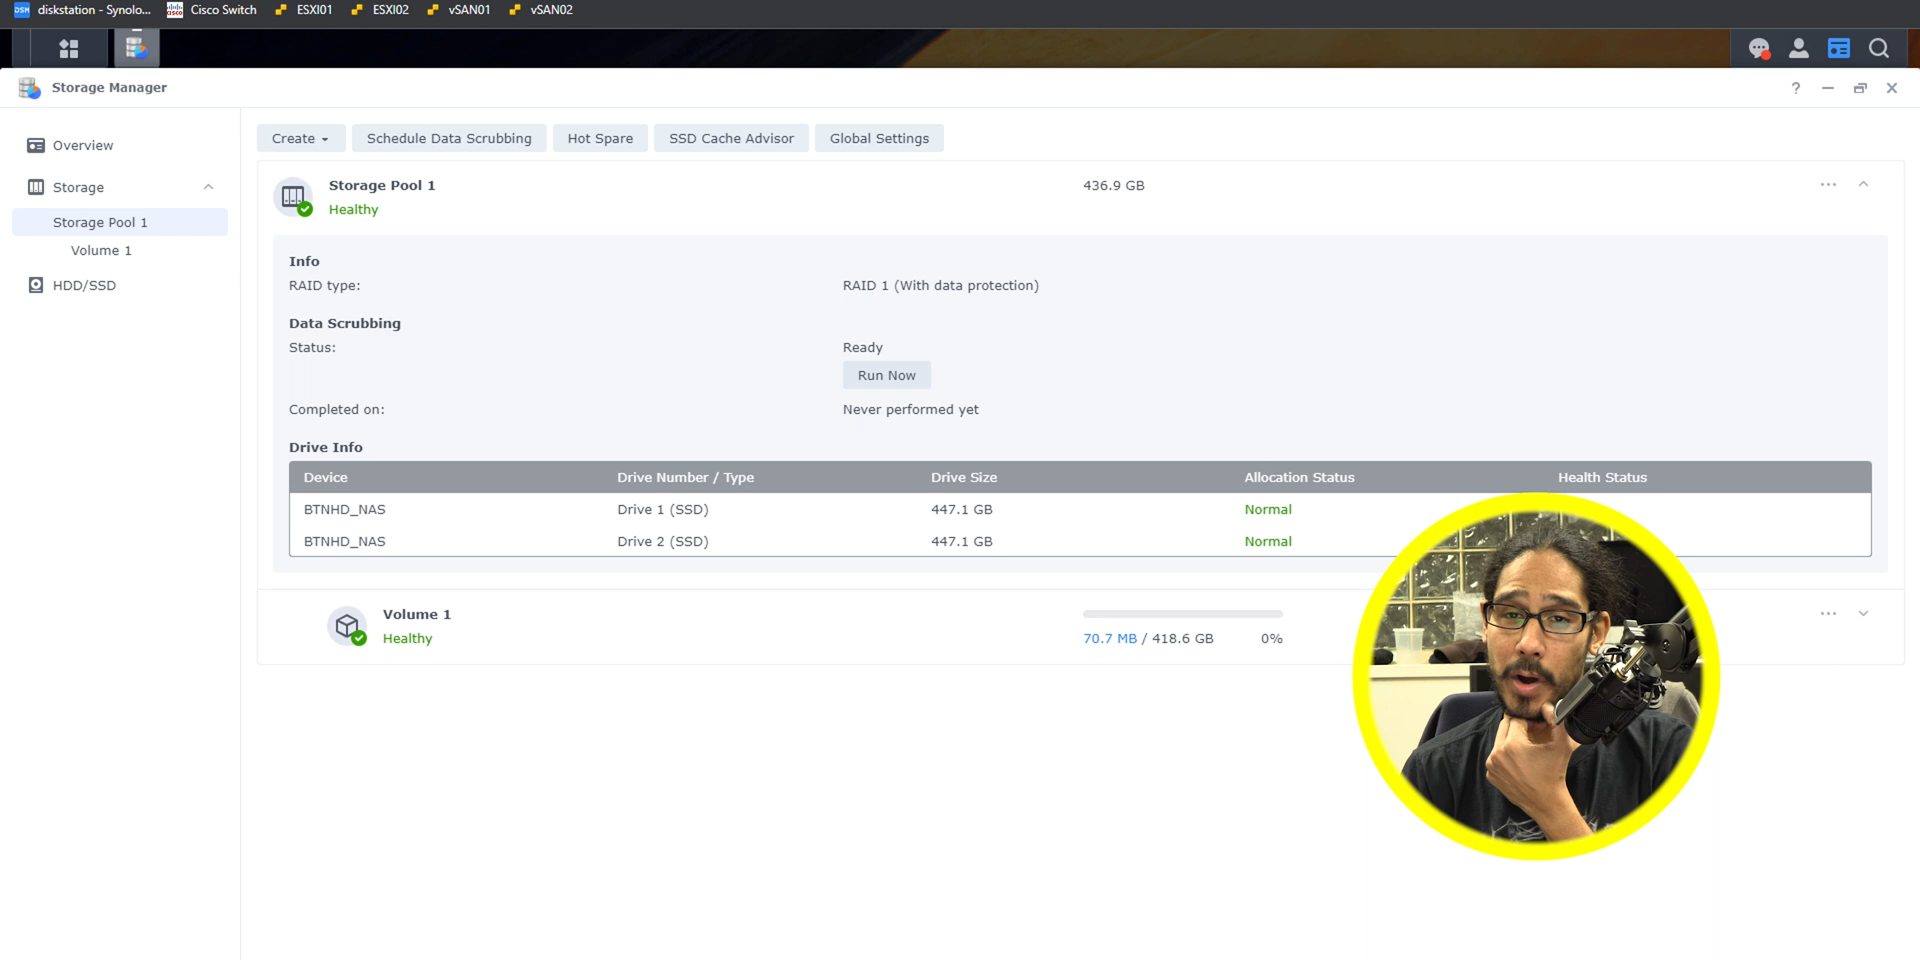 diskstation - Synolo... Cisco Switch ESXI01 ESXI02 vSAN01 vSAN02
Storage Manager
Overview
Storage
Storage Pool 1
Volume 1
HDD/SSD
Create Schedule Data Scrubbing Hot Spare SSD Cache Advisor Global Settings
Storage Pool 1 436.9 GB
Healthy
Info
RAID type: RAID 1 (With data protection)
Data Scrubbing
Status: Ready
Run Now
Completed on: Never performed yet
Drive Info
Device Drive Number / Type Drive Size Allocation Status Health Status
BTNHD_NAS Drive 1 (SSD) 447.1 GB Normal
BTNHD_NAS Drive 2 (SSD) 447.1 GB Normal
Volume 1
Healthy 70.7 MB / 418.6 GB 0%